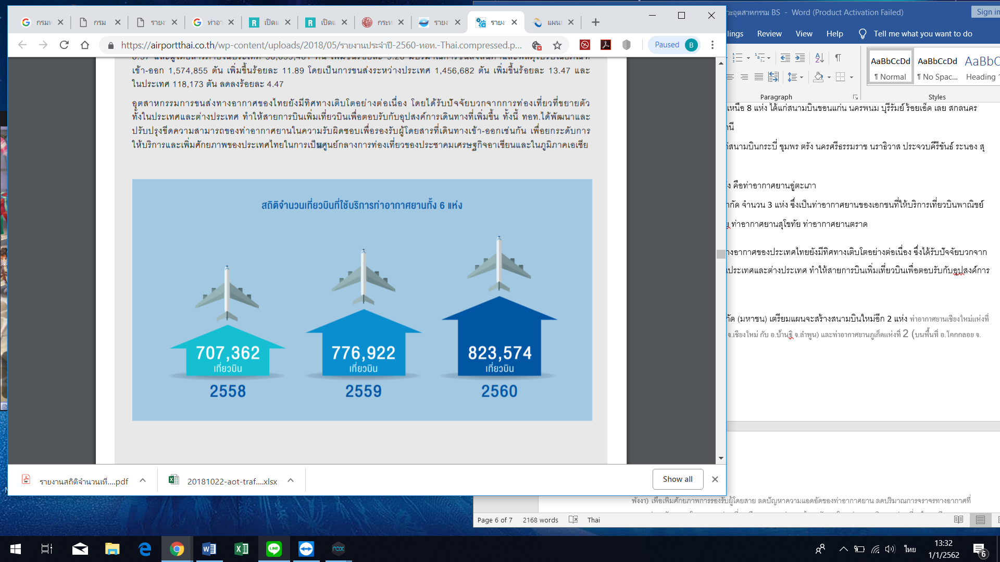 กรม
กรม
รายง
ท่าอ
เปิดแ
เปิดแ
กระท
รายง
รายง
แผน
https://airportthai.co.th/wp-content/uploads/2018/05/รายงานประจำปี-2560-ทอท.-Thai.compressed.p...
Paused B
เข้า-ออก 1,574,855 ตัน เพิ่มขึ้นร้อยละ 11.89 โดยเป็นการขนส่งระหว่างประเทศ 1,456,682 ตัน เพิ่มขึ้นร้อยละ 13.47 และ
ในประเทศ 118,173 ตัน ลดลงร้อยละ 4.47
อุตสาหกรรมการขนส่งทางอากาศของไทยยังมีทิศทางเติบโตอย่างต่อเนื่อง โดยได้รับปัจจัยบวกจากการท่องเที่ยวที่ขยายตัว
ทั้งในประเทศและต่างประเทศ ทำให้สายการบินเพิ่มเที่ยวบินเพื่อตอบรับกับอุปสงค์การเดินทางที่เพิ่มขึ้น ทั้งนี้ ทอท.ได้พัฒนาและ
ปรับปรุงขีดความสามารถของท่าอากาศยานในความรับผิดชอบเพื่อรองรับผู้โดยสารที่เดินทางเข้า-ออกเช่นกัน เพื่อยกระดับการ
ให้บริการและเพิ่มศักยภาพของประเทศไทยในการเป็นศูนย์กลางการท่องเที่ยวของประชาคมเศรษฐกิจอาเซียนและในภูมิภาคเอเชีย
สถิติจำนวนเที่ยวบินที่ใช้บริการท่าอากาศยานทั้ง 6 แห่ง
707,362
เที่ยวบิน
2558
776,922
เที่ยวบิน
2559
823,574
เที่ยวบิน
2560
รายงานสถิติจำนวนเที่....pdf
20181022-aot-traf....xlsx
Show all
วะอุตสาหกรรม BS - Word (Product Activation Failed)
Sign in
lings Review View Help Tell me what you want to do
AaBbCcDd AaBbCcDd AaBbC
¶ Normal ¶ No Spac... Heading 1
Paragraph Styles
เหนือ 8 แห่ง ได้แก่สนามบินขอนแก่น นครพนม บุรีรัมย์ ร้อยเอ็ด เลย สกลนคร
านี
ก่สนามบินกระบี่ ชุมพร ตรัง นครศรีธรรมราช นราธิวาส ประจวบคีรีขันธ์ ระนอง สุ
ง คือท่าอากาศยานอู่ตะเภา
ากัด จำนวน 3 แห่ง ซึ่งเป็นท่าอากาศยานของเอกชนที่ให้บริการเที่ยวบินพาณิชย์
ย ท่าอากาศยานสุโขทัย ท่าอากาศยานตราด
างอากาศของประเทศไทยยังมีทิศทางเติบโตอย่างต่อเนื่อง ซึ่งได้รับปัจจัยบวกจาก
นประเทศและต่างประเทศ ทำให้สายการบินเพิ่มเที่ยวบินเพื่อตอบรับกับอุปสงค์การ
กัด (มหาชน) เตรียมแผนจะสร้างสนามบินใหม่อีก 2 แห่ง ท่าอากาศยานเชียงใหม่แห่งที่
จ.เชียงใหม่ กับ อ.บ้านธิ จ.ลำพูน) และท่าอากาศยานภูเก็ตแห่งที่ 2 (บนพื้นที่ อ.โคกกลอย จ.
พังงา) เพื่อเพิ่มศักยภาพการรองรับผู้โดยสาย ลดปัญหาความแออัดของท่าอากาศยาน ลดปริมาณการจราจรทางอากาศที่
Page 6 of 7 2168 words Thai
ไทย
13:32
1/1/2562
6